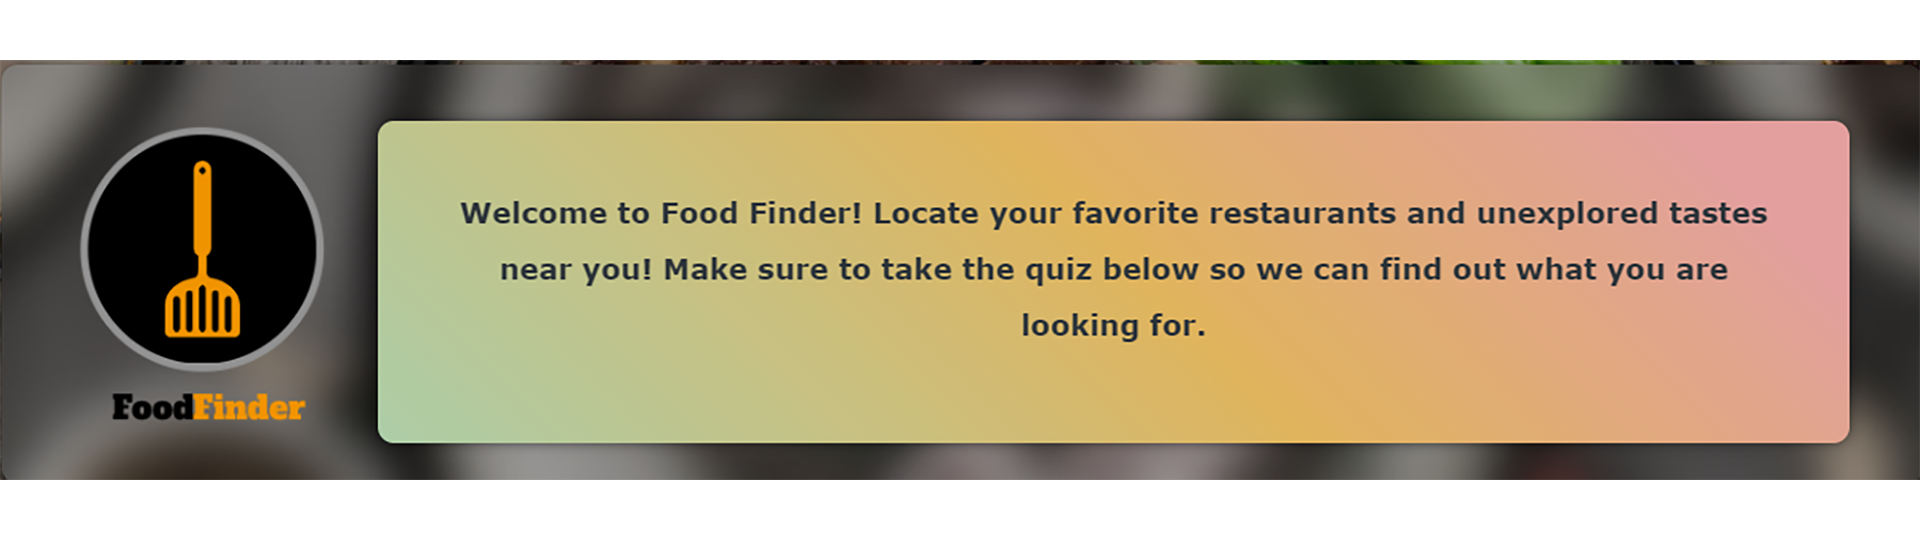 Welcome to Food Finder! Locate your favorite restaurants and unexplored tastes
near you! Make sure to take the quiz below so we can find out what you are
looking for.
FoodFinder